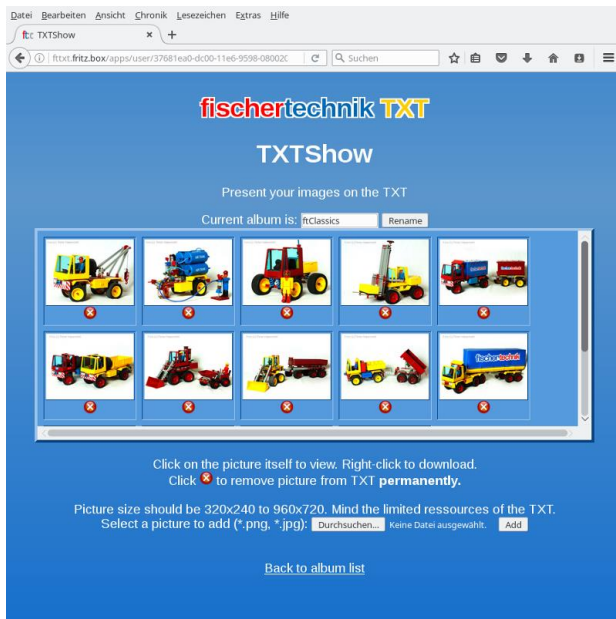 Datei Bearbeiten Ansicht Chronik Lesezeichen Extras Hilfe
TXTShow
fttxt.fritz.box/apps/user/37681ea0-dc00-11e6-9598-08002
Suchen
fischertechnik TXT
TXTShow
Present your images on the TXT
Current album is: ftClassics Rename
fischertechnik
Click on the picture itself to view. Right-click to download.
Click to remove picture from TXT permanently.
Picture size should be 320x240 to 960x720. Mind the limited ressources of the TXT.
Select a picture to add (*.png, *.jpg): Durchsuchen... Keine Datei ausgewählt. Add
Back to album list